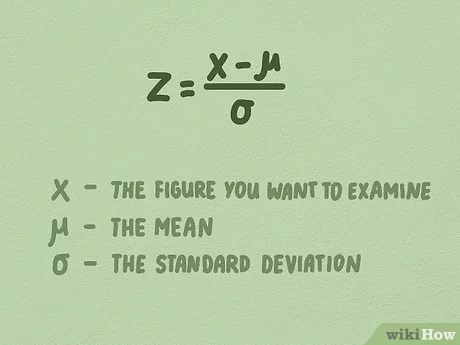 Z = X - μ / σ
X - THE FIGURE YOU WANT TO EXAMINE
μ - THE MEAN
σ - THE STANDARD DEVIATION
wikiHow